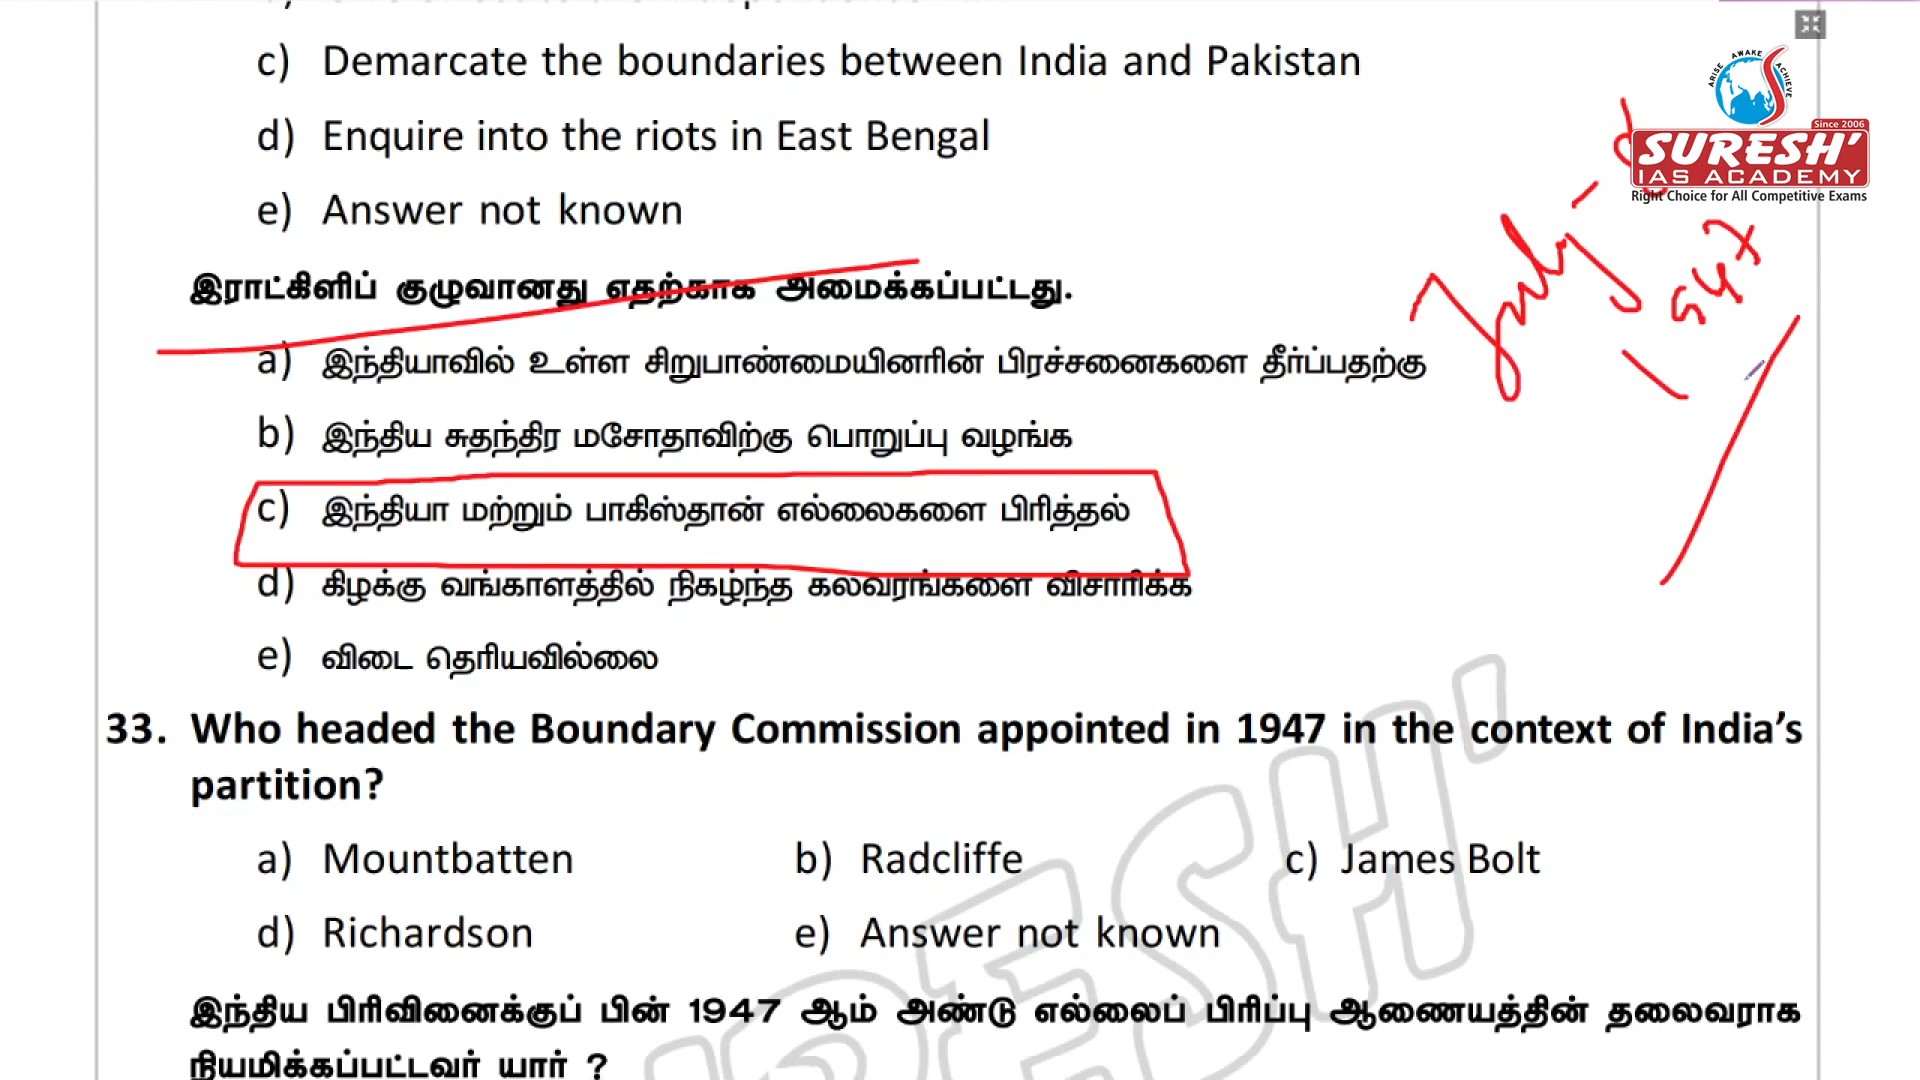 c) Demarcate the boundaries between India and Pakistan
d) Enquire into the riots in East Bengal
e) Answer not known
ARISE AWAKE ACHIEVE
Since 2006
SURESH'
IAS ACADEMY
Right Choice for All Competitive Exams
July - 8
1947
இராட்கிளிப் குழுவானது எதற்காக அமைக்கப்பட்டது.
a) இந்தியாவில் உள்ள சிறுபாண்மையினரின் பிரச்சனைகளை தீர்ப்பதற்கு
b) இந்திய சுதந்திர மசோதாவிற்கு பொறுப்பு வழங்க
c) இந்தியா மற்றும் பாகிஸ்தான் எல்லைகளை பிரித்தல்
d) கிழக்கு வங்காளத்தில் நிகழ்ந்த கலவரங்களை விசாரிக்க
e) விடை தெரியவில்லை
33. Who headed the Boundary Commission appointed in 1947 in the context of India’s
partition?
a) Mountbatten b) Radcliffe c) James Bolt
d) Richardson e) Answer not known
இந்திய பிரிவினைக்குப் பின் 1947 ஆம் அண்டு எல்லைப் பிரிப்பு ஆணையத்தின் தலைவராக
நியமிக்கப்பட்டவர் யார் ?